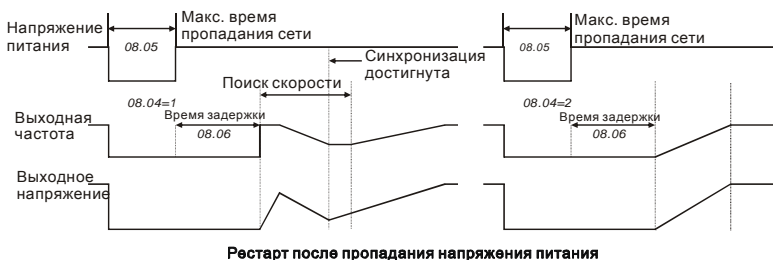 Напряжение
питания
08.05
Макс. время
пропадания сети
Синхронизация
достигнута
Поиск скорости
08.04=1
Время задержки
08.06
Выходная
частота
Выходное
напряжение
08.05
Макс. время
пропадания сети
08.04=2
Время задержки
08.06
Рестарт после пропадания напряжения питания